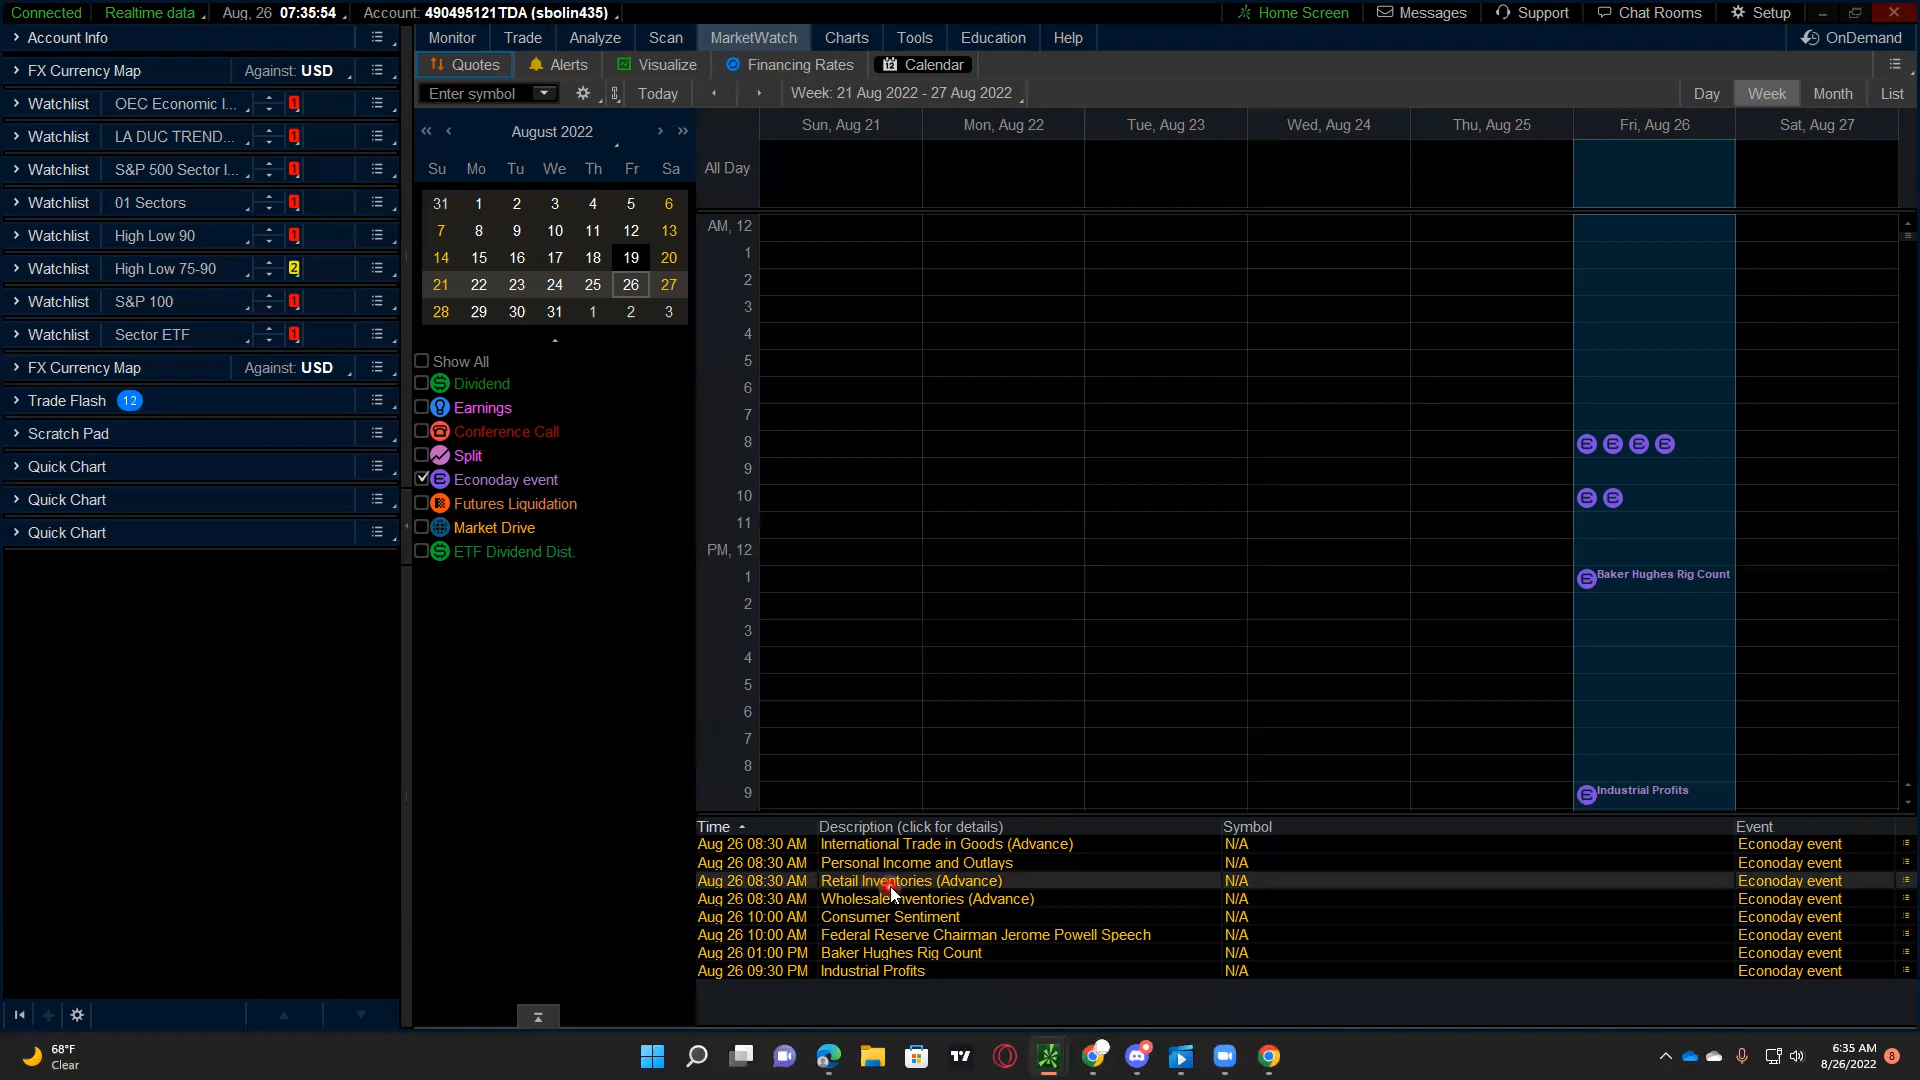 Connected Realtime data Aug, 26 07:35:54 Account: 490495121TDA (sbolin435) Home Screen Messages Support Chat Rooms Setup
Account Info
FX Currency Map Against: USD
Watchlist OEC Economic I...
Watchlist LA DUC TREND...
Watchlist S&P 500 Sector I...
Watchlist 01 Sectors
Watchlist High Low 90
Watchlist High Low 75-90
Watchlist S&P 100
Watchlist Sector ETF
FX Currency Map Against: USD
Trade Flash 12
Scratch Pad
Quick Chart
Quick Chart
Quick Chart
Monitor Trade Analyze Scan MarketWatch Charts Tools Education Help OnDemand
Quotes Alerts Visualize Financing Rates Calendar
Enter symbol Today Week: 21 Aug 2022 - 27 Aug 2022 Day Week Month List
August 2022
Su Mo Tu We Th Fr Sa
31 1 2 3 4 5 6
7 8 9 10 11 12 13
14 15 16 17 18 19 20
21 22 23 24 25 26 27
28 29 30 31 1 2 3
Show All
Dividend
Earnings
Conference Call
Split
Econoday event
Futures Liquidation
Market Drive
ETF Dividend Dist.
Sun, Aug 21 Mon, Aug 22 Tue, Aug 23 Wed, Aug 24 Thu, Aug 25 Fri, Aug 26 Sat, Aug 27
All Day
AM, 12
1
2
3
4
5
6
7
8
9
10
11
PM, 12
1 Baker Hughes Rig Count
2
3
4
5
6
7
8
9 Industrial Profits
Time Description (click for details) Symbol Event
Aug 26 08:30 AM International Trade in Goods (Advance) N/A Econoday event
Aug 26 08:30 AM Personal Income and Outlays N/A Econoday event
Aug 26 08:30 AM Retail Inventories (Advance) N/A Econoday event
Aug 26 08:30 AM Wholesale Inventories (Advance) N/A Econoday event
Aug 26 10:00 AM Consumer Sentiment N/A Econoday event
Aug 26 10:00 AM Federal Reserve Chairman Jerome Powell Speech N/A Econoday event
Aug 26 01:00 PM Baker Hughes Rig Count N/A Econoday event
Aug 26 09:30 PM Industrial Profits N/A Econoday event
68°F
Clear
6:35 AM
8/26/2022 8